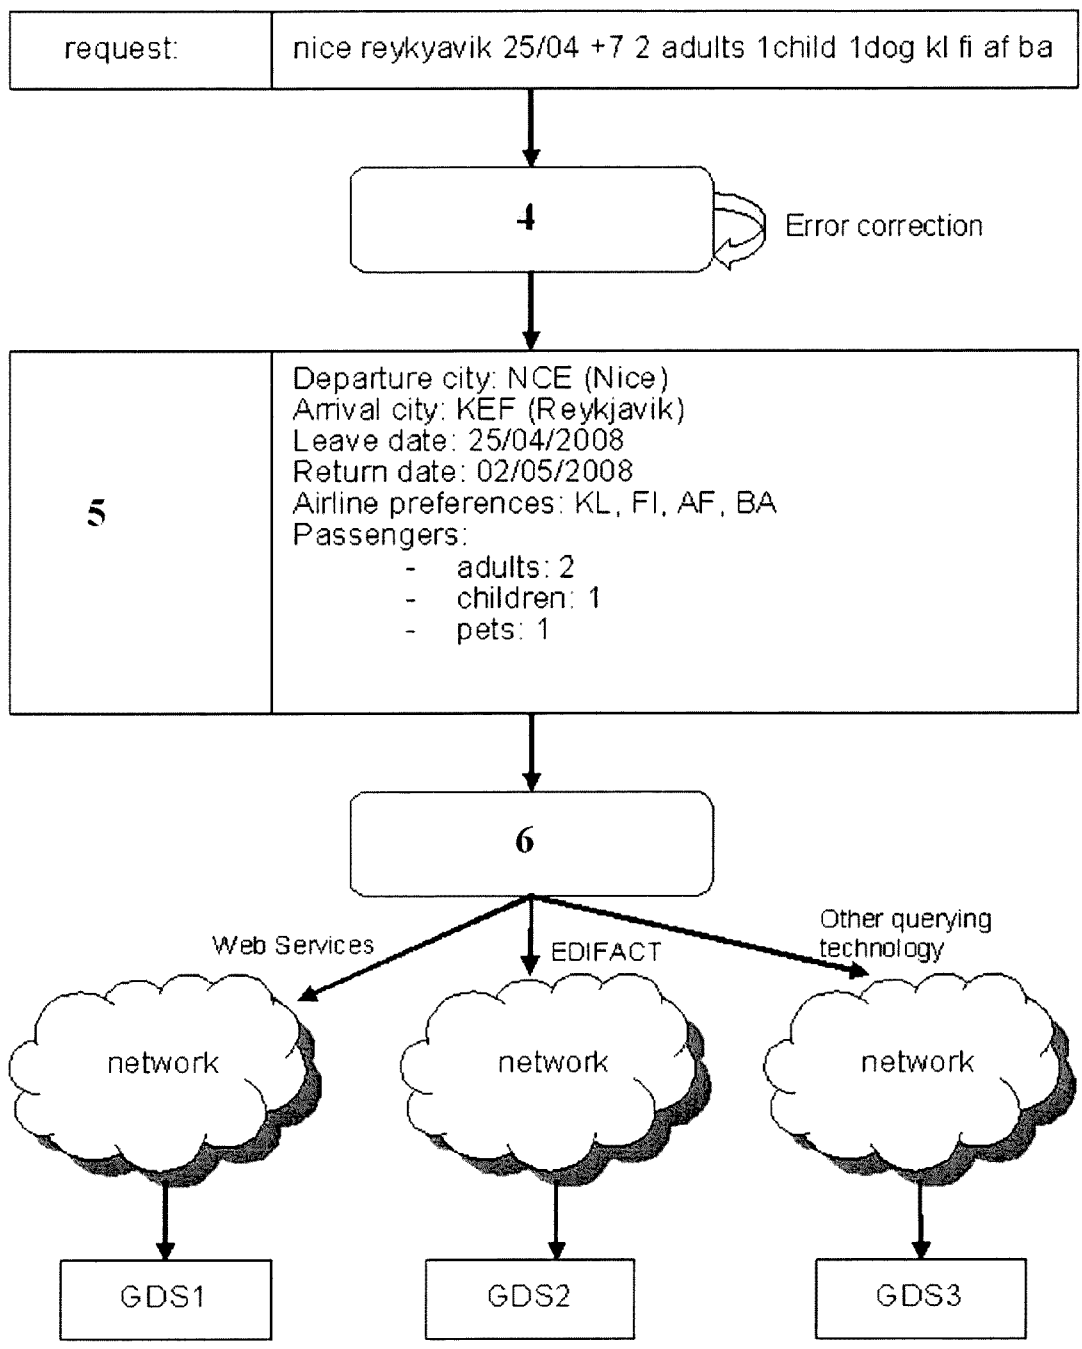 request: nice reykyavik 25/04 +7 2 adults 1child 1dog kl fi af ba
4
Error correction
Departure city: NCE (Nice)
Arrival city: KEF (Reykjavik)
Leave date: 25/04/2008
Return date: 02/05/2008
Airline preferences: KL, FI, AF, BA
5
Passengers:
- adults: 2
- children: 1
- pets: 1
6
Web Services
EDIFACT
Other querying
technology
network
network
network
GDS1
GDS2
GDS3